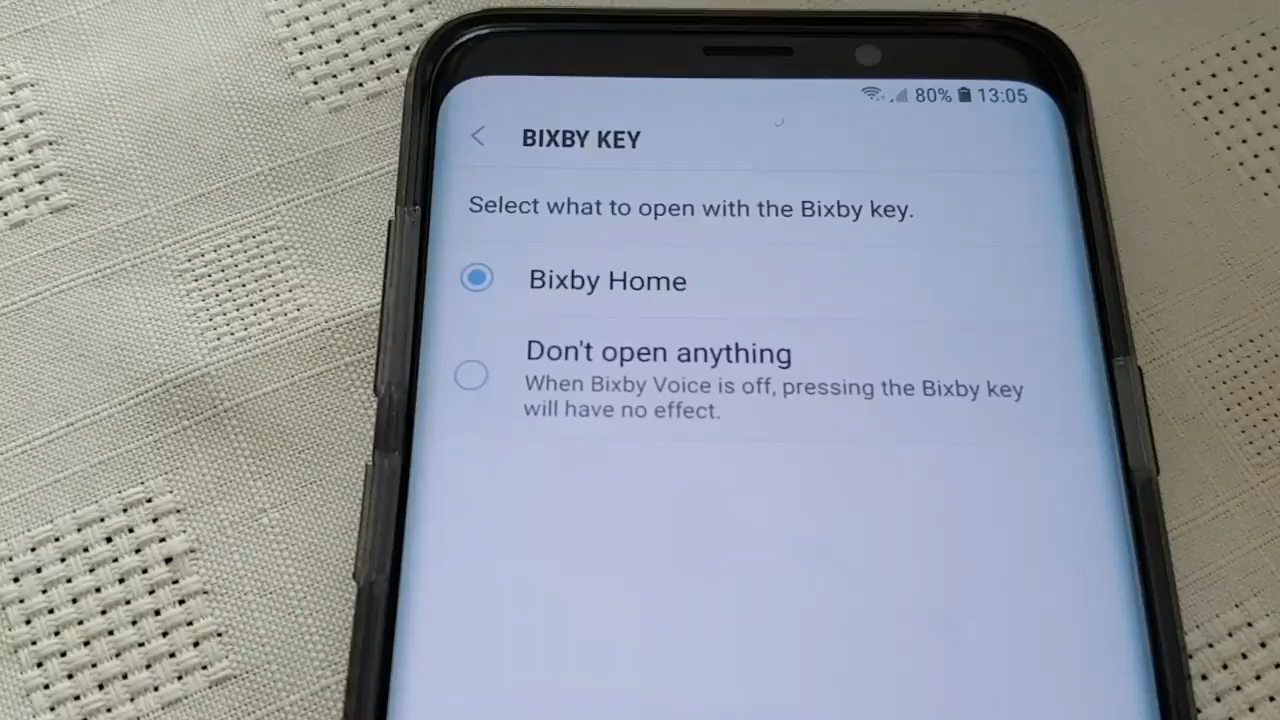 80% 13:05
BIXBY KEY
Select what to open with the Bixby key.
Bixby Home
Don't open anything
When Bixby Voice is off, pressing the Bixby key
will have no effect.